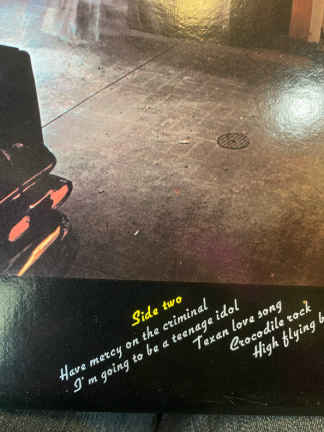 Side two
Have mercy on the criminal
I'm going to be a teenage idol
Texan love song
Crocodile rock
High flying b